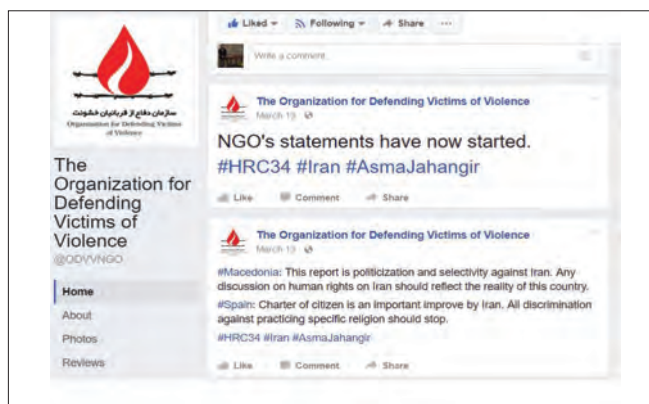 Liked
Following
Share
Write a comment...
سازمان دفاع از قربانیان خشونت
Organization for Defending Victims
of Violence
The
Organization for
Defending
Victims of
Violence
@ODVVNGO
Home
About
Photos
Reviews
The Organization for Defending Victims of Violence
March 13
NGO's statements have now started.
#HRC34 #Iran #AsmaJahangir
Like Comment Share
The Organization for Defending Victims of Violence
March 13
#Macedonia: This report is politicization and selectivity against Iran. Any
discussion on human rights on Iran should reflect the reality of this country.
#Spain: Charter of citizen is an important improve by Iran. All discrimination
against practicing specific religion should stop.
#HRC34 #Iran #AsmaJahangir
Like Comment Share